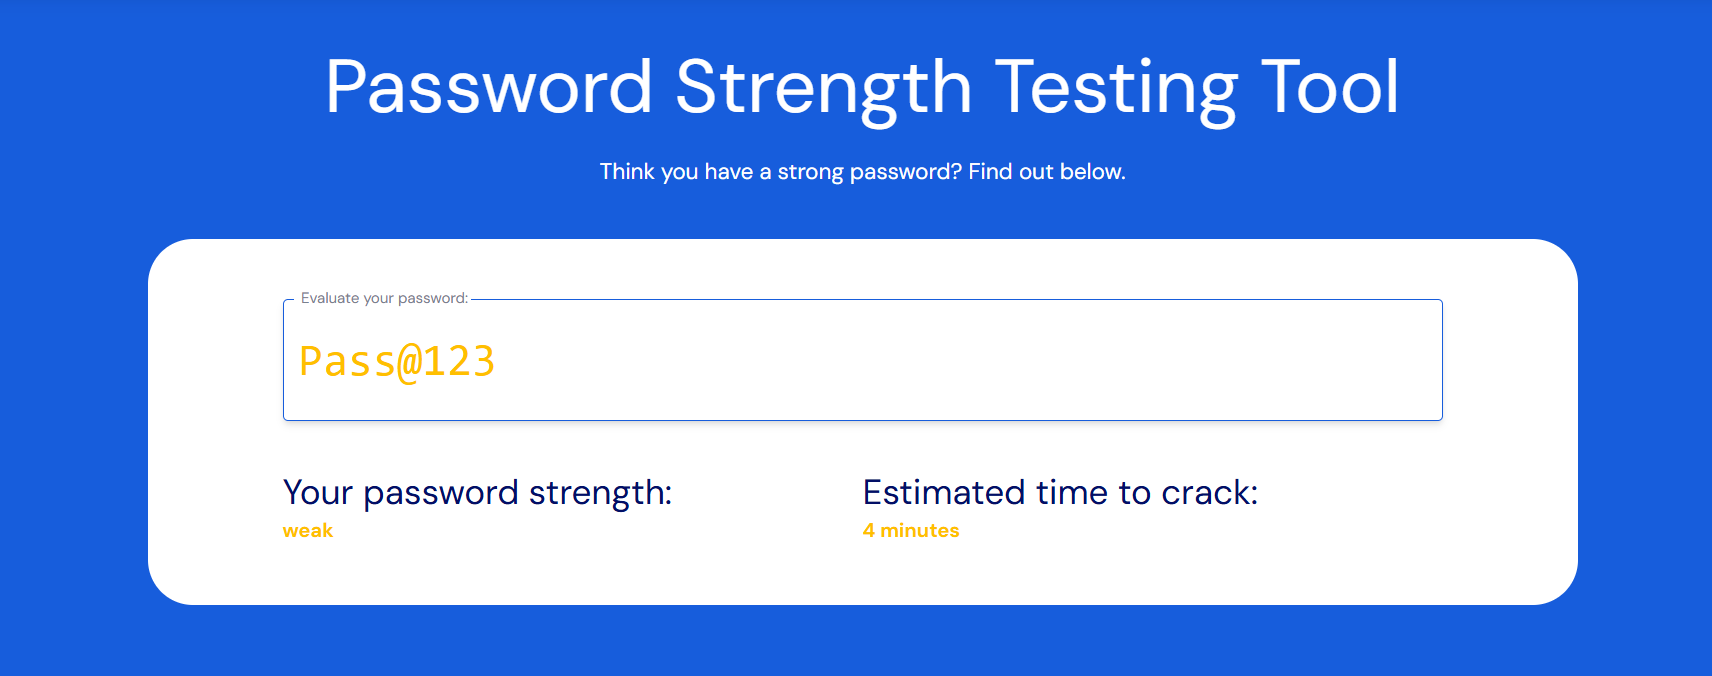 Password Strength Testing Tool
Think you have a strong password? Find out below.
Evaluate your password:
Pass@123
Your password strength:
weak
Estimated time to crack:
4 minutes